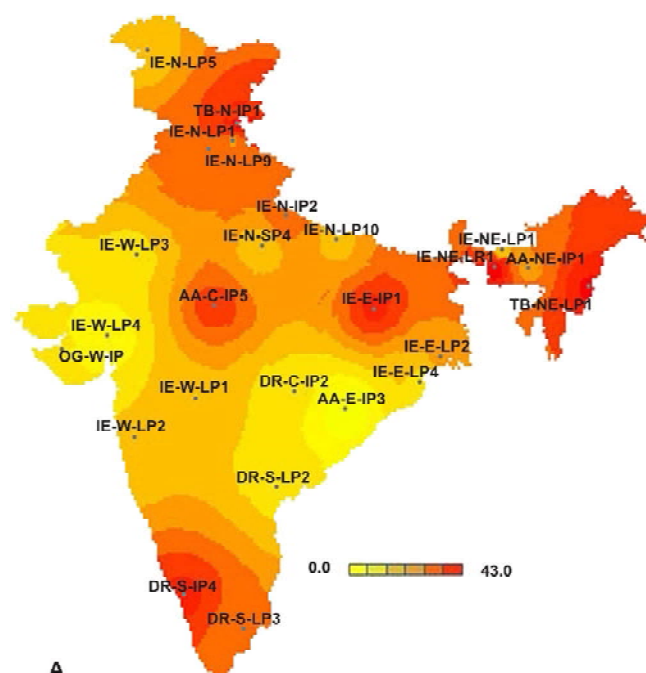 IE-N-LP5
TB-N-IP1
IE-N-LP1
IE-N-LP9
IE-N-IP2
IE-N-SP4
IE-N-LP10
IE-W-LP3
IE-NE-LP1
IE-NE-LR1
AA-NE-IP1
AA-C-IP5
IE-E-IP1
TB-NE-LP1
IE-W-LP4
OG-W-IP
IE-E-LP2
IE-E-LP4
DR-C-IP2
IE-W-LP1
AA-E-IP3
IE-W-LP2
DR-S-LP2
0.0
43.0
DR-S-IP4
DR-S-LP3
A